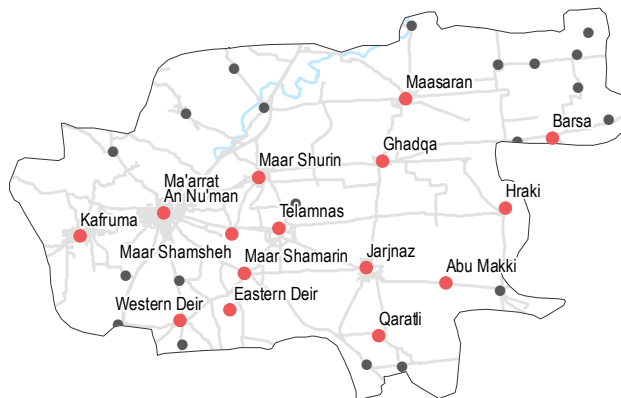 Maasaran
Barsa
Ghadqa
Maar Shurin
Ma'arrat
An Nu'man
Hraki
Telamnas
Kafruma
Maar Shamsheh
Maar Shamarin
Jarjnaz
Abu Makki
Western Deir
Eastern Deir
Qaratli